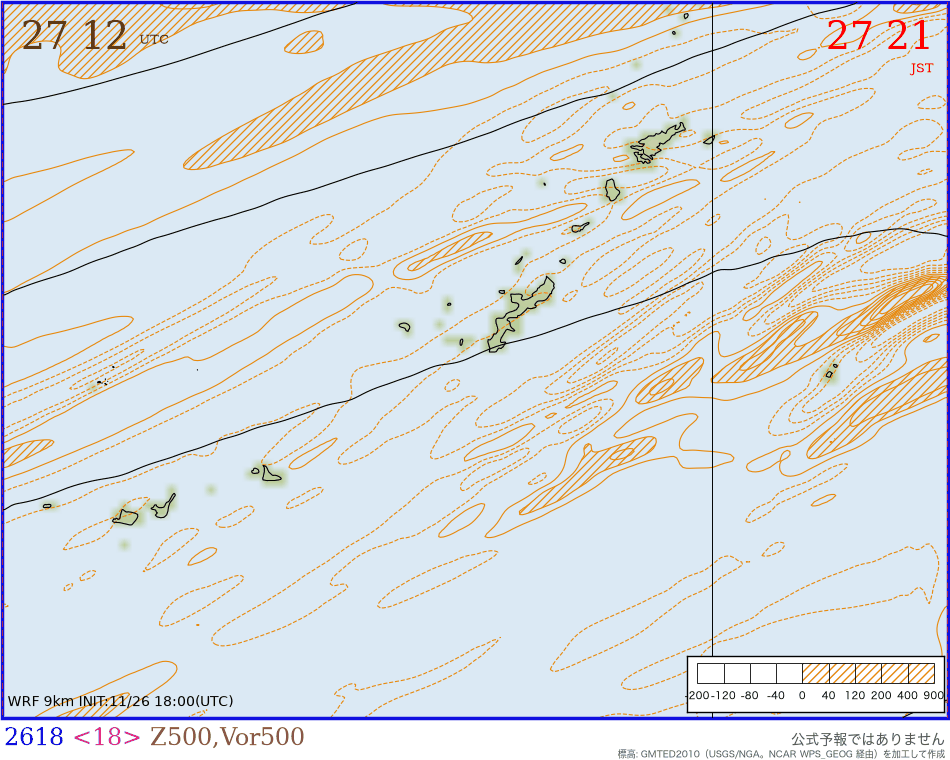 27 12 UTC
27 21
JST
WRF 9km INIT:11/26 18:00(UTC)
-200 -120 -80 -40 0 40 120 200 400 900
2618 <18> Z500,Vor500
公式予報ではありません
標高: GMTED2010（USGS/NGA。NCAR WPS_GEOG 経由）を加工して作成